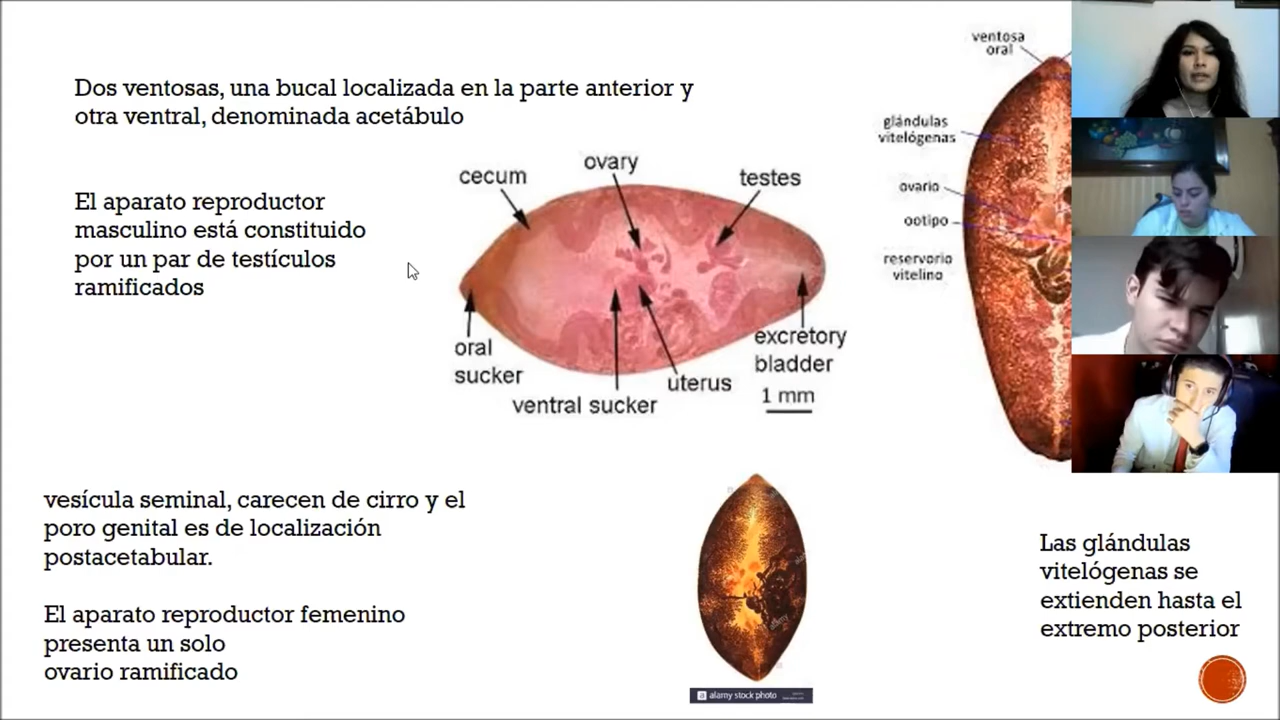 Dos ventosas, una bucal localizada en la parte anterior y
otra ventral, denominada acetábulo
El aparato reproductor
masculino está constituido
por un par de testículos
ramificados
cecum
ovary
testes
oral
sucker
ventral sucker
uterus
excretory
bladder
1 mm
ventosa
oral
glándulas
vitelógenas
ovario
ootipo
reservorio
vitelino
vesícula seminal, carecen de cirro y el
poro genital es de localización
postacetabular.
El aparato reproductor femenino
presenta un solo
ovario ramificado
a alamy stock photo
Las glándulas
vitelógenas se
extienden hasta el
extremo posterior